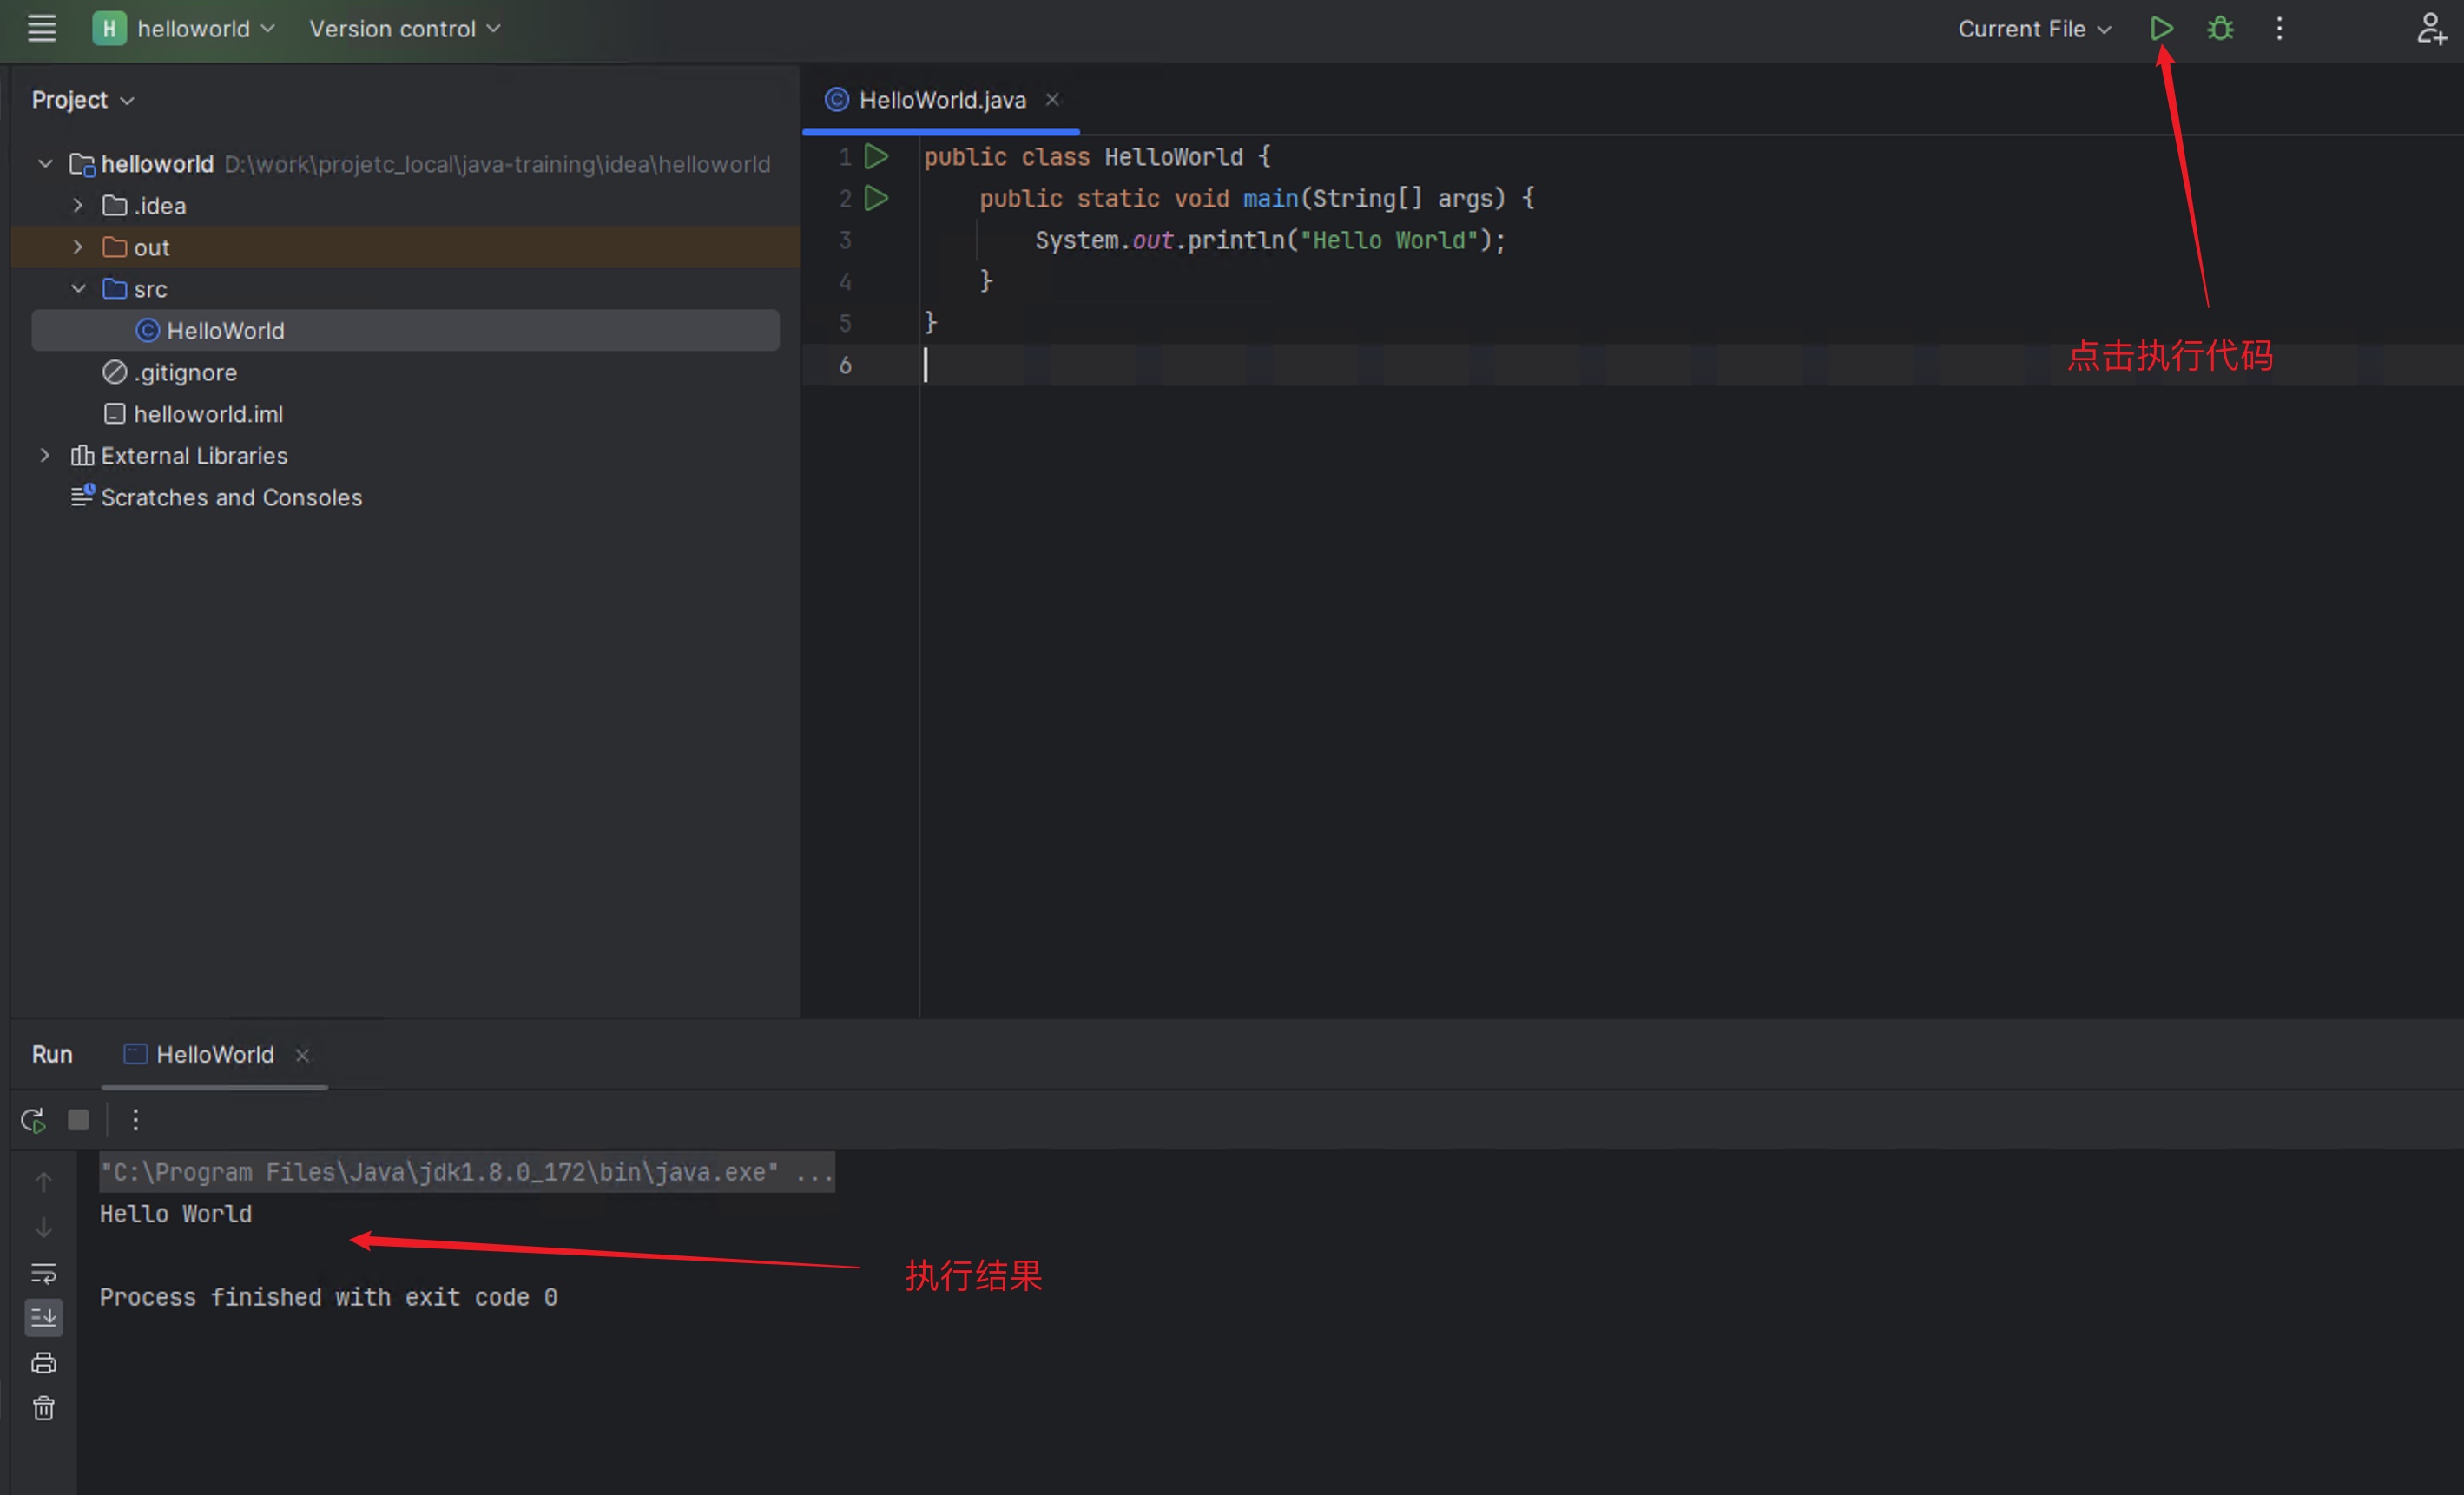 H helloworld Version control Current File
Project
HelloWorld.java
helloworld D:\work\projetc_local\java-training\idea\helloworld
.idea
out
src
HelloWorld
.gitignore
helloworld.iml
External Libraries
Scratches and Consoles
1 public class HelloWorld {
2 public static void main(String[] args) {
3 System.out.println("Hello World");
4 }
5 }
6
点击执行代码
Run HelloWorld
"C:\Program Files\Java\jdk1.8.0_172\bin\java.exe" ...
Hello World
执行结果
Process finished with exit code 0